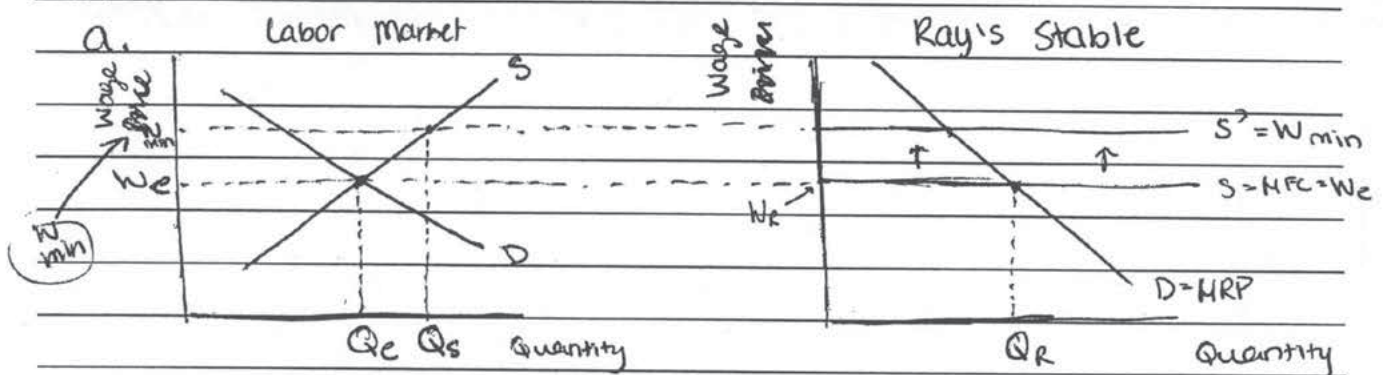 a.
Labor Market
Ray's Stable
Wage
Wage
S
W min
We
W
min
D
Qe
Qs
Quantity
S' = W min
S = MFC = We
WR
D = MRP
QR
Quantity